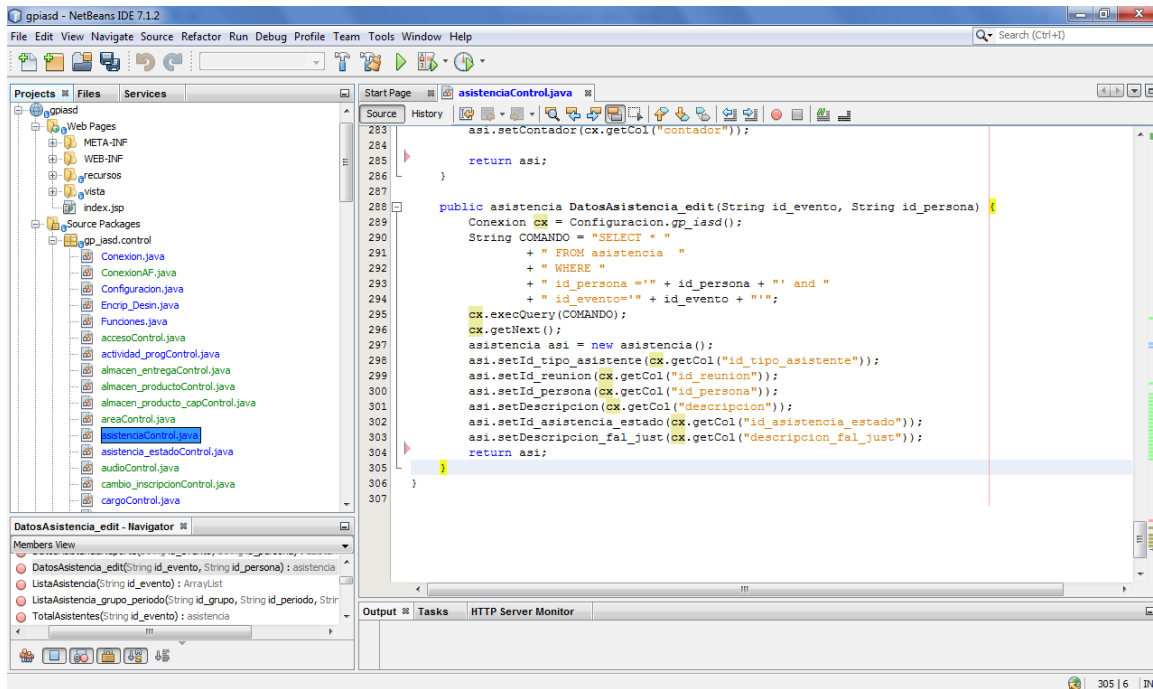 gpiasd - NetBeans IDE 7.1.2
File Edit View Navigate Source Refactor Run Debug Profile Team Tools Window Help
Search (Ctrl+I)
Projects Files Services
gpiasd
Web Pages
META-INF
WEB-INF
recursos
vista
index.jsp
Source Packages
gp_iasd.control
Conexion.java
ConexionAF.java
Configuracion.java
Encrip_Desin.java
Funciones.java
accesoControl.java
actividad_progControl.java
almacen_entregaControl.java
almacen_productoControl.java
almacen_producto_capControl.java
areaControl.java
asistenciaControl.java
asistencia_estadoControl.java
audioControl.java
cambio_inscripcionControl.java
cargoControl.java
DatosAsistencia_edit - Navigator
Members View
DatosAsistencia_edit(String id_evento, String id_persona) : asistencia
ListaAsistencia(String id_evento) : ArrayList
ListaAsistencia_grupo_periodo(String id_grupo, String id_periodo, Strin
TotalAsistentes(String id_evento) : asistencia
Start Page asistenciaControl.java
Source History
283 asi.setContador(cx.getCol("contador"));
284
285 return asi;
286 }
287
288 public asistencia DatosAsistencia_edit(String id_evento, String id_persona) {
289 Conexion cx = Configuracion.gp_iasd();
290 String COMANDO = "SELECT * "
291 + " FROM asistencia  "
292 + " WHERE "
293 + " id_persona ='" + id_persona + "' and "
294 + " id_evento='" + id_evento + "'";
295 cx.execQuery(COMANDO);
296 cx.getNext();
297 asistencia asi = new asistencia();
298 asi.setId_tipo_asistente(cx.getCol("id_tipo_asistente"));
299 asi.setId_reunion(cx.getCol("id_reunion"));
300 asi.setId_persona(cx.getCol("id_persona"));
301 asi.setDescripcion(cx.getCol("descripcion"));
302 asi.setId_asistencia_estado(cx.getCol("id_asistencia_estado"));
303 asi.setDescripcion_fal_just(cx.getCol("descripcion_fal_just"));
304 return asi;
305 }
306 }
307
Output Tasks HTTP Server Monitor
305 | 6 IN